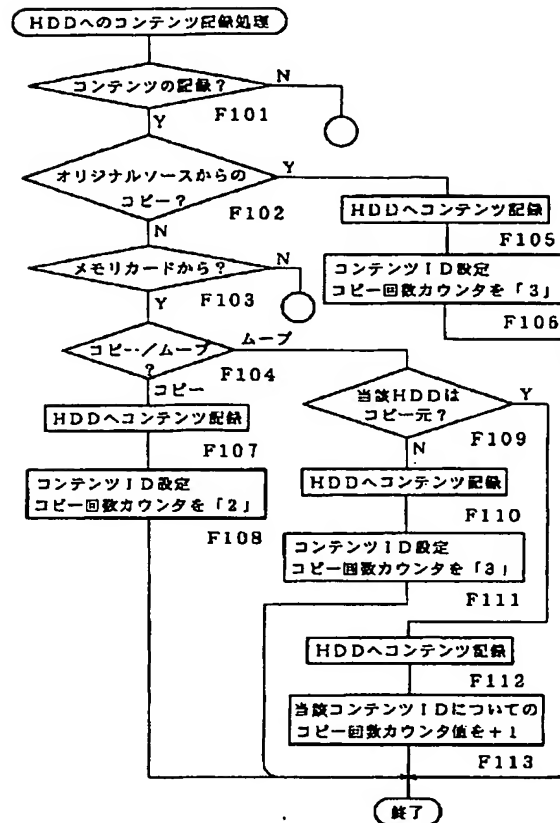 HDDへのコンテンツ記録処理
コンテンツの記録?
N
F101
Y
オリジナルソースからの
コピー?
Y
F102
N
HDDへコンテンツ記録
F105
メモリカードから?
N
F103
Y
コンテンツID設定
コピー回数カウンタを「3」
F106
コピー/ムーブ
?
ムーブ
F104
コピー
当該HDDは
コピー元?
Y
F109
N
HDDへコンテンツ記録
F107
コンテンツID設定
コピー回数カウンタを「2」
F108
HDDへコンテンツ記録
F110
コンテンツID設定
コピー回数カウンタを「3」
F111
HDDへコンテンツ記録
F112
当該コンテンツIDについての
コピー回数カウンタ値を+1
F113
終了